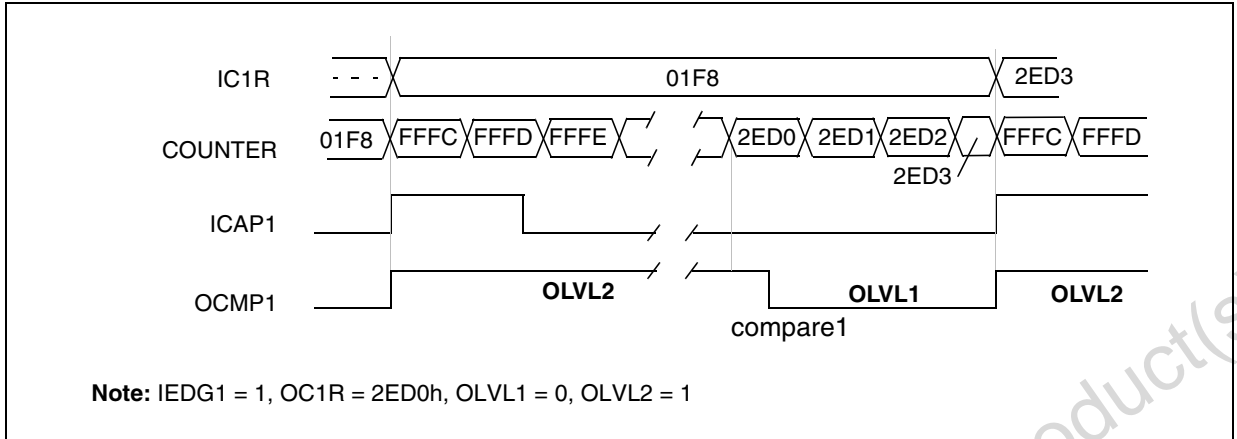 IC1R
- - -
01F8
2ED3
COUNTER
01F8
FFFC
FFFD
FFFE
2ED0
2ED1
2ED2
2ED3
FFFC
FFFD
ICAP1
OCMP1
OLVL2
OLVL1
OLVL2
compare1
Note: IEDG1 = 1, OC1R = 2ED0h, OLVL1 = 0, OLVL2 = 1